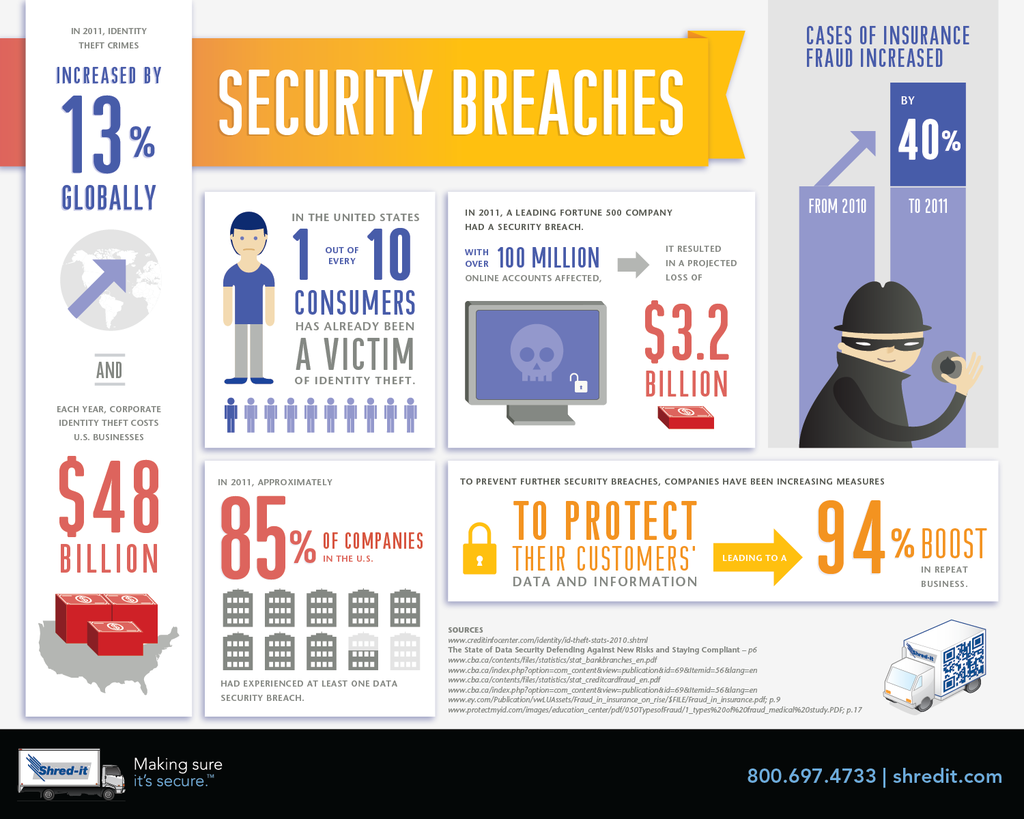 IN 2011, IDENTITY
THEFT CRIMES
INCREASED BY
13%
GLOBALLY
AND
EACH YEAR, CORPORATE
IDENTITY THEFT COSTS
U.S. BUSINESSES
$48
BILLION
SECURITY BREACHES
IN THE UNITED STATES
1 OUT OF EVERY 10
CONSUMERS
HAS ALREADY BEEN
A VICTIM
OF IDENTITY THEFT.
IN 2011, A LEADING FORTUNE 500 COMPANY
HAD A SECURITY BREACH.
WITH OVER 100 MILLION
ONLINE ACCOUNTS AFFECTED,
IT RESULTED
IN A PROJECTED
LOSS OF
$3.2
BILLION
CASES OF INSURANCE
FRAUD INCREASED
BY
40%
FROM 2010
TO 2011
IN 2011, APPROXIMATELY
85% OF COMPANIES
IN THE U.S.
HAD EXPERIENCED AT LEAST ONE DATA
SECURITY BREACH.
TO PREVENT FURTHER SECURITY BREACHES, COMPANIES HAVE BEEN INCREASING MEASURES
TO PROTECT
THEIR CUSTOMERS'
DATA AND INFORMATION
LEADING TO A
94% BOOST
IN REPEAT
BUSINESS.
SOURCES
www.creditinfocenter.com/identity/id-theft-stats-2010.shtml
The State of Data Security Defending Against New Risks and Staying Compliant – p6
www.cba.ca/contents/files/statistics/stat_bankbranches_en.pdf
www.cba.ca/index.php?option=com_content&view=publication&id=69&Itemid=56&lang=en
www.cba.ca/contents/files/statistics/stat_creditcardfraud_en.pdf
www.cba.ca/index.php?option=com_content&view=publication&id=69&Itemid=56&lang=en
www.ey.com/Publication/vwLUAssets/Fraud_in_insurance_on_rise/$FILE/Fraud_in_insurance.pdf; p.9
www.protectmyid.com/images/education_center/pdf/050TypesofFraud/1_types%20of%20fraud_medical%20study.PDF; p.17
Shred-it
Shred-it
Making sure
it's secure.™
800.697.4733 | shredit.com